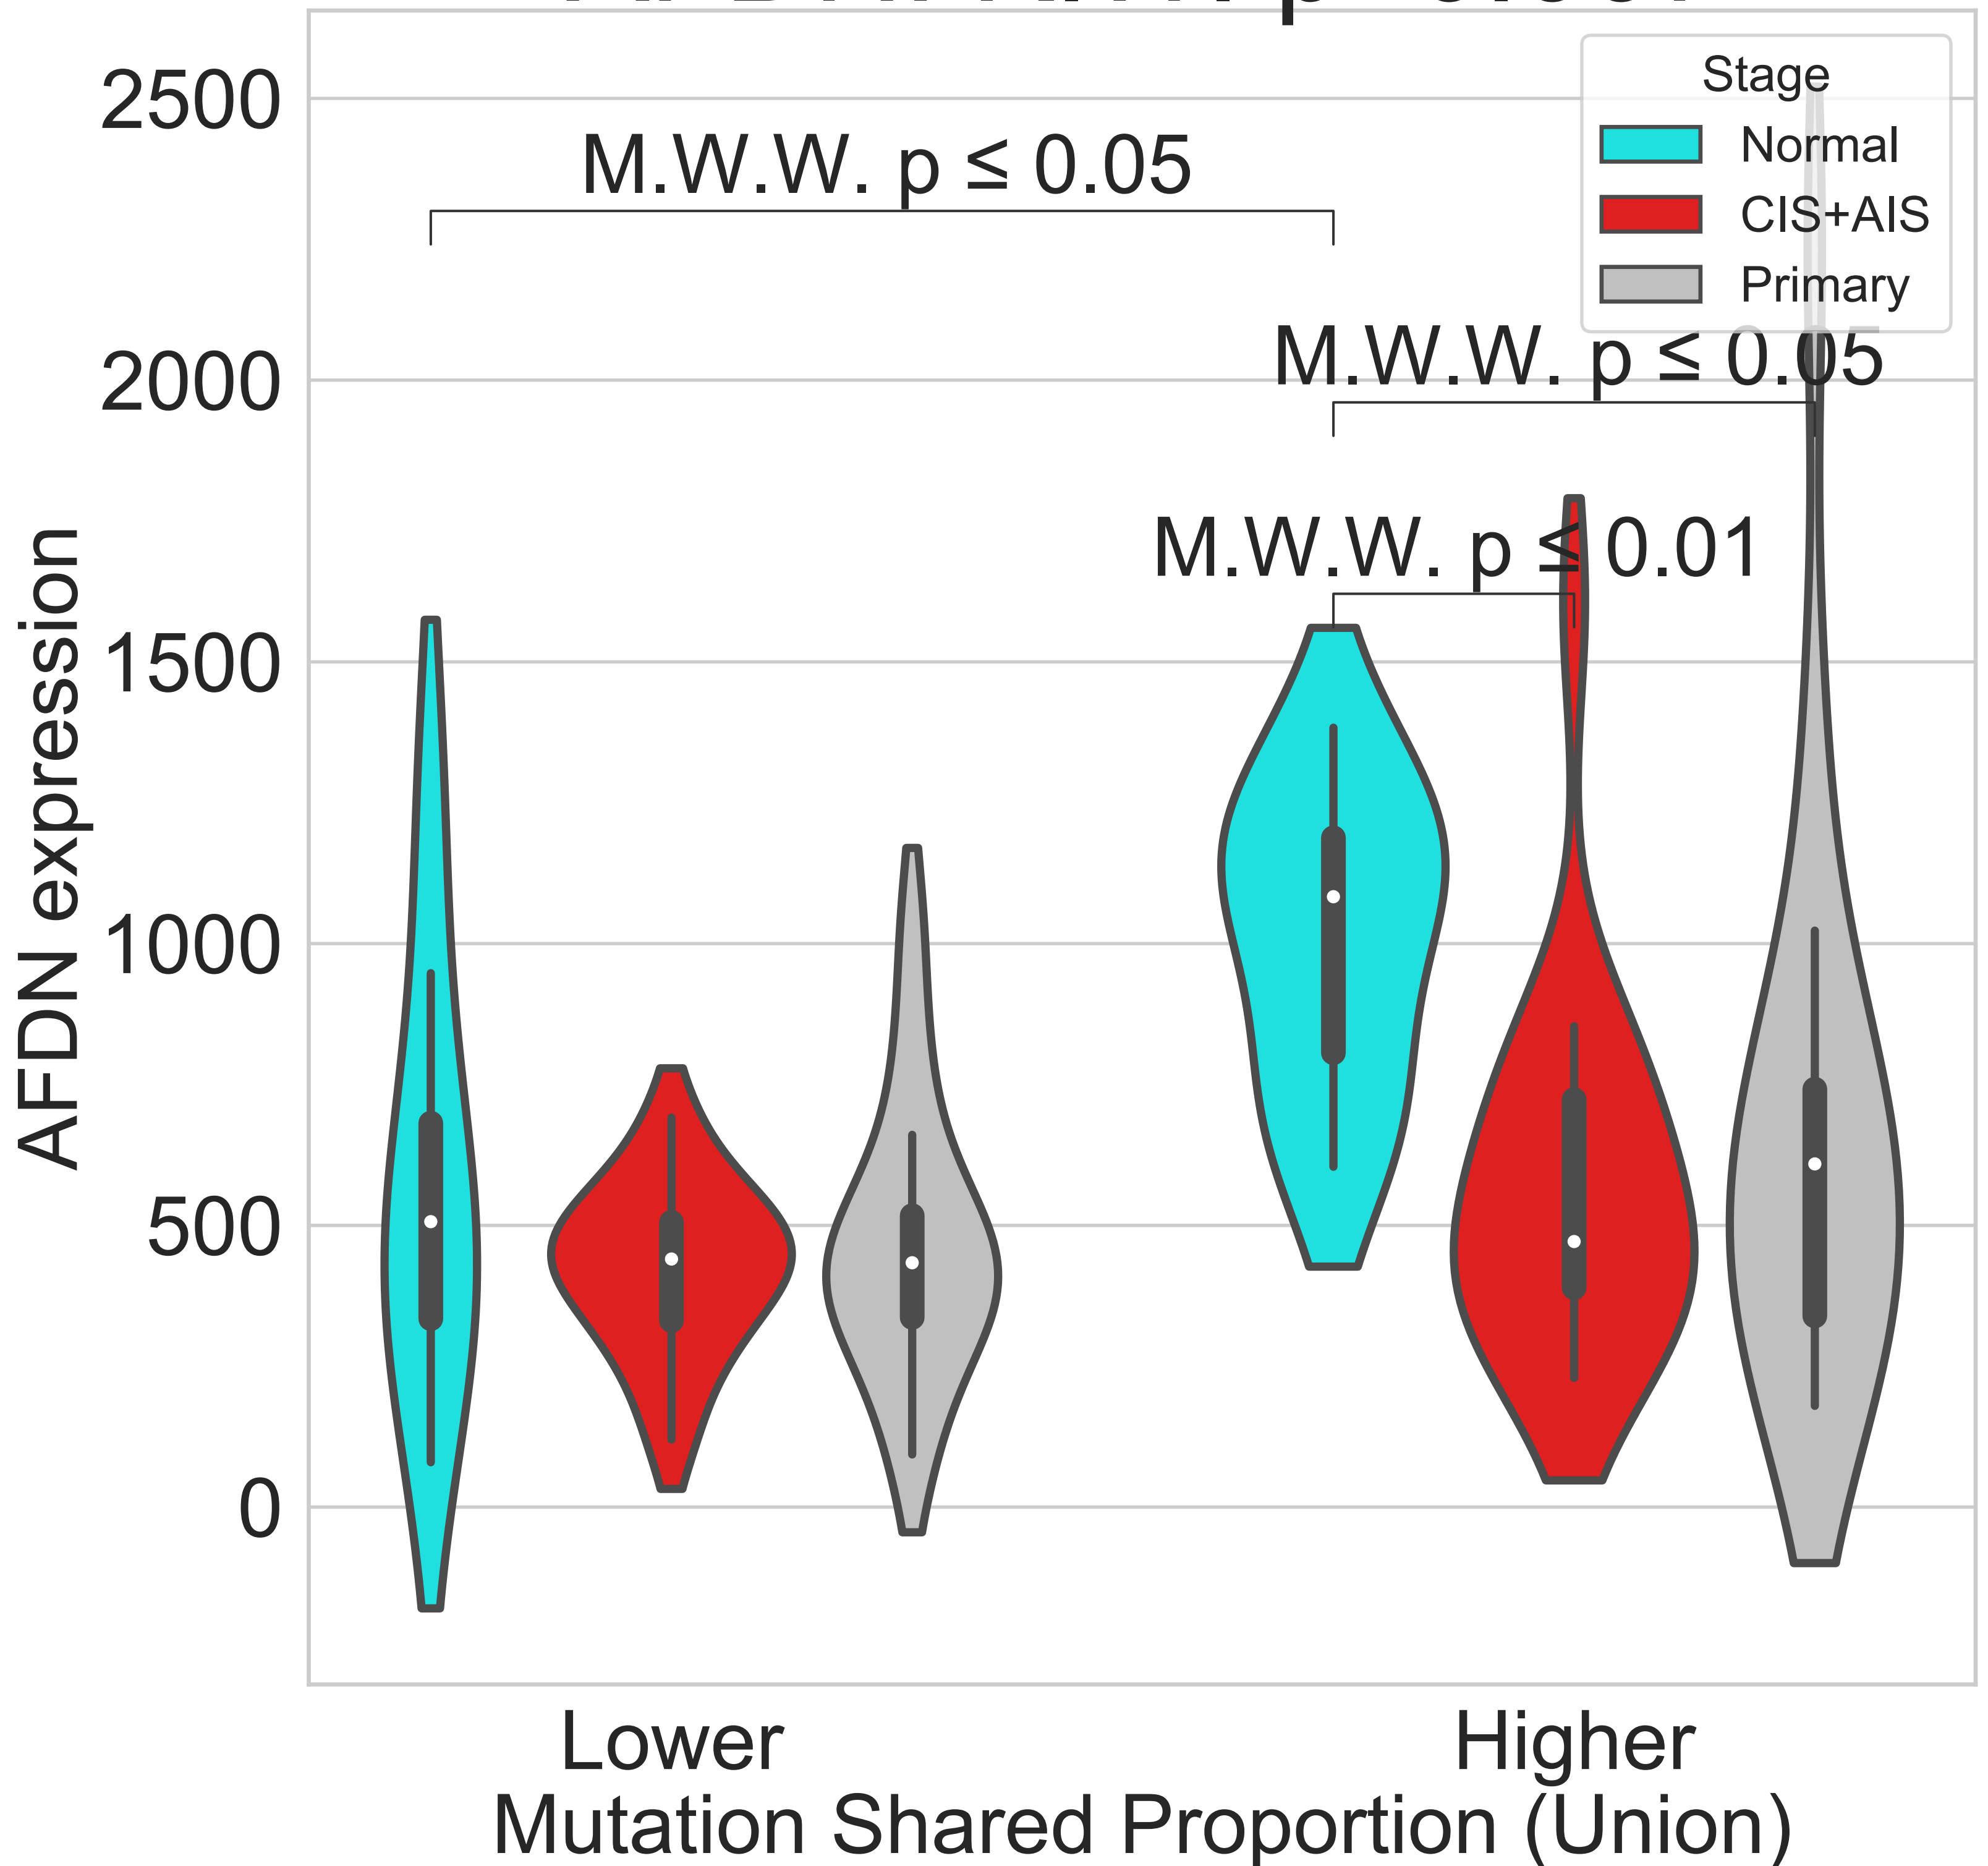 Stage
Normal
CIS+AIS
Primary
M.W.W. p ≤ 0.05
M.W.W. p ≤ 0.05
M.W.W. p ≤ 0.01
2500
2000
1500
1000
500
0
AFDN expression
Lower
Higher
Mutation Shared Proportion (Union)